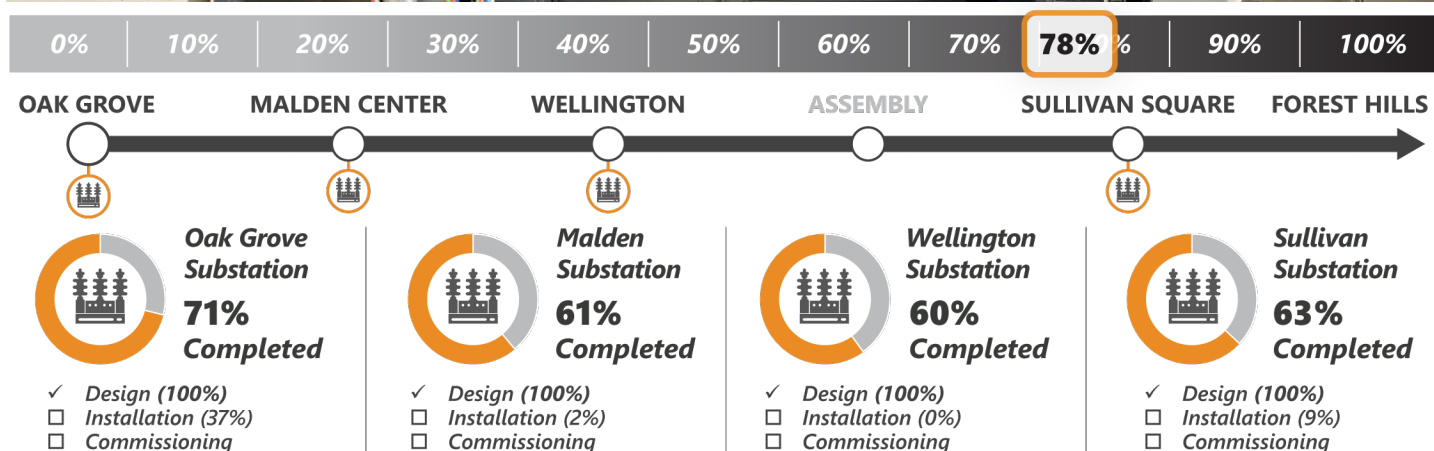 0% 10% 20% 30% 40% 50% 60% 70% 78% % 90% 100%
OAK GROVE MALDEN CENTER WELLINGTON ASSEMBLY SULLIVAN SQUARE FOREST HILLS
Oak Grove
Substation
71%
Completed
✓ Design (100%)
☐ Installation (37%)
☐ Commissioning
Malden
Substation
61%
Completed
✓ Design (100%)
☐ Installation (2%)
☐ Commissioning
Wellington
Substation
60%
Completed
✓ Design (100%)
☐ Installation (0%)
☐ Commissioning
Sullivan
Substation
63%
Completed
✓ Design (100%)
☐ Installation (9%)
☐ Commissioning